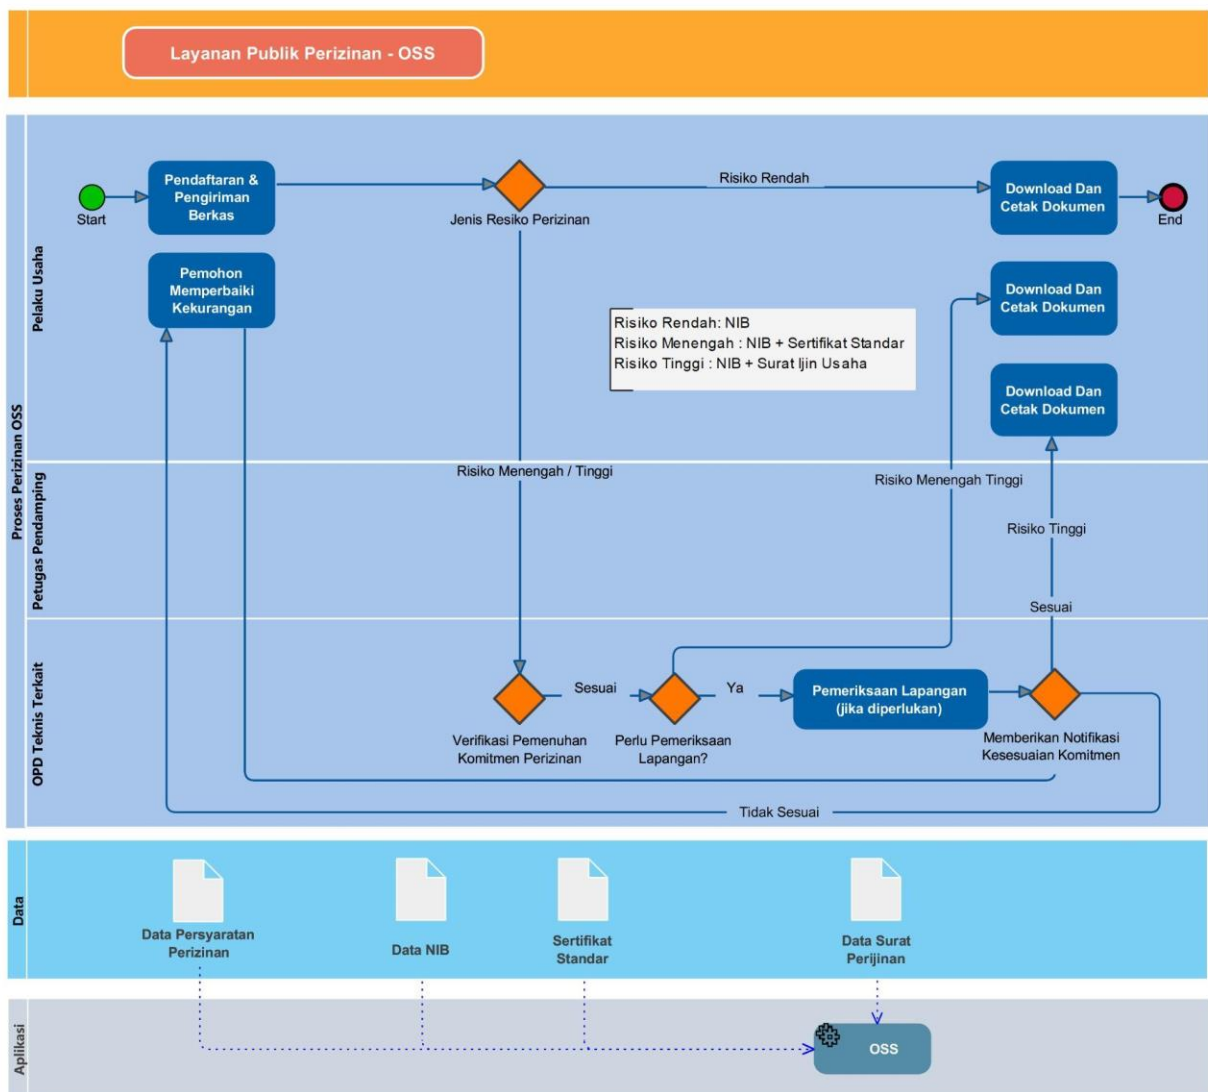 Layanan Publik Perizinan - OSS
Proses Perizinan OSS
Pelaku Usaha
Start
Pendaftaran &
Pengiriman
Berkas
Jenis Resiko Perizinan
Risiko Rendah
Download Dan
Cetak Dokumen
End
Pemohon
Memperbaiki
Kekurangan
Download Dan
Cetak Dokumen
Risiko Rendah: NIB
Risiko Menengah : NIB + Sertifikat Standar
Risiko Tinggi : NIB + Surat Ijin Usaha
Download Dan
Cetak Dokumen
Petugas Pendamping
Risiko Menengah / Tinggi
Risiko Menengah Tinggi
Risiko Tinggi
Sesuai
OPD Teknis Terkait
Verifikasi Pemenuhan
Komitmen Perizinan
Sesuai
Perlu Pemeriksaan
Lapangan?
Ya
Pemeriksaan Lapangan
(jika diperlukan)
Memberikan Notifikasi
Kesesuaian Komitmen
Tidak Sesuai
Data
Data Persyaratan
Perizinan
Data NIB
Sertifikat
Standar
Data Surat
Perijinan
Aplikasi
OSS